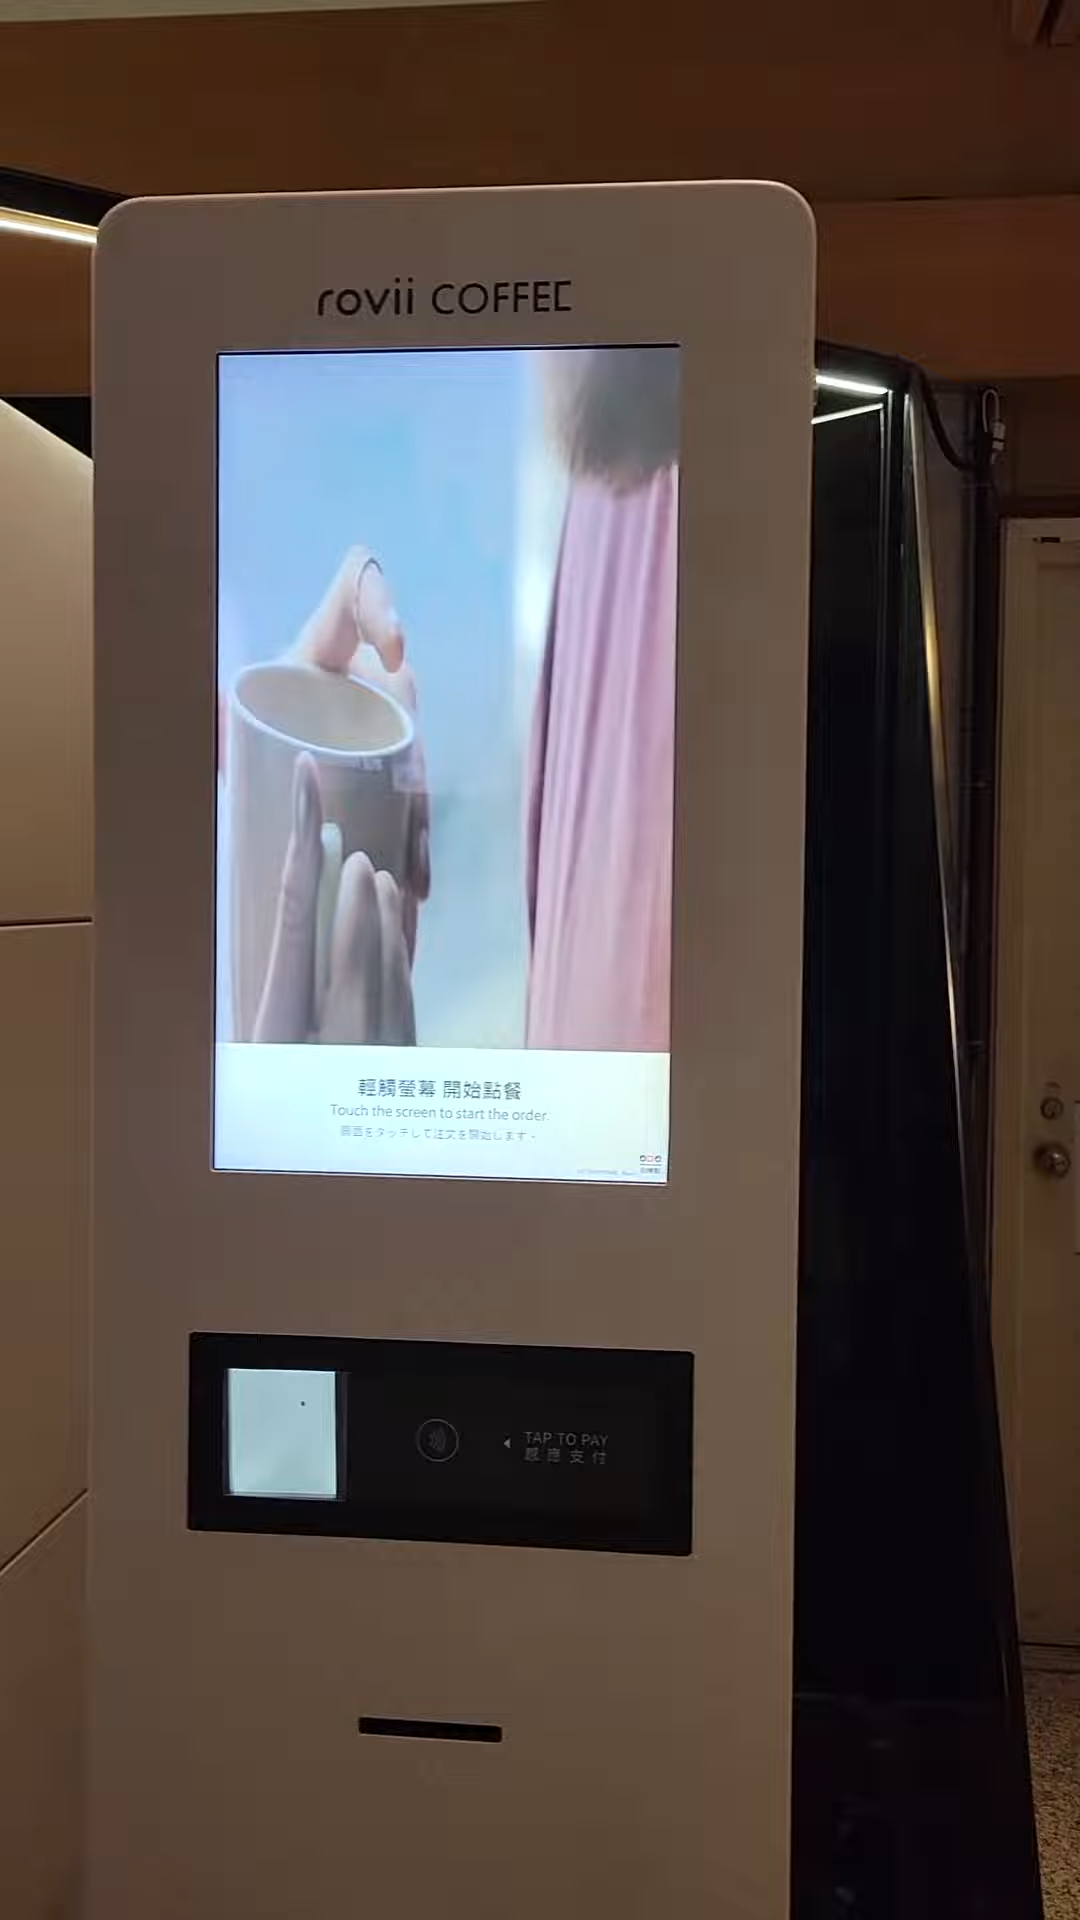 rovii COFFEE
輕觸螢幕 開始點餐
Touch the screen to start the order.
画面をタッチして注文を開始します。
TAP TO PAY
感應支付